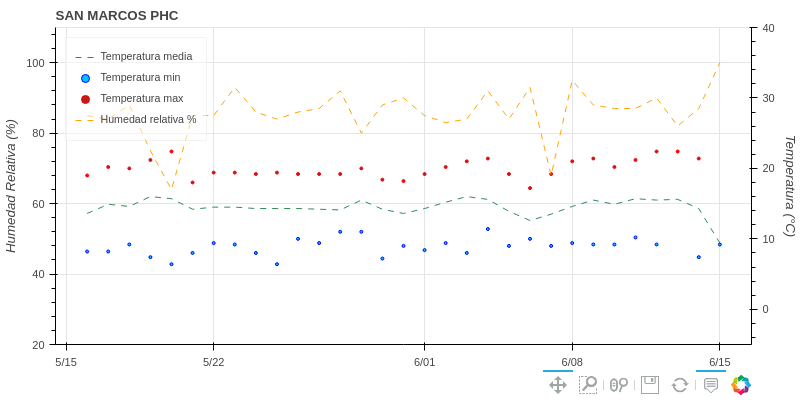 SAN MARCOS PHC
Temperatura media
Temperatura min
Temperatura max
Humedad relativa %
Humedad Relativa (%)
100
80
60
40
20
Temperatura (°C)
40
30
20
10
0
5/15
5/22
6/01
6/08
6/15